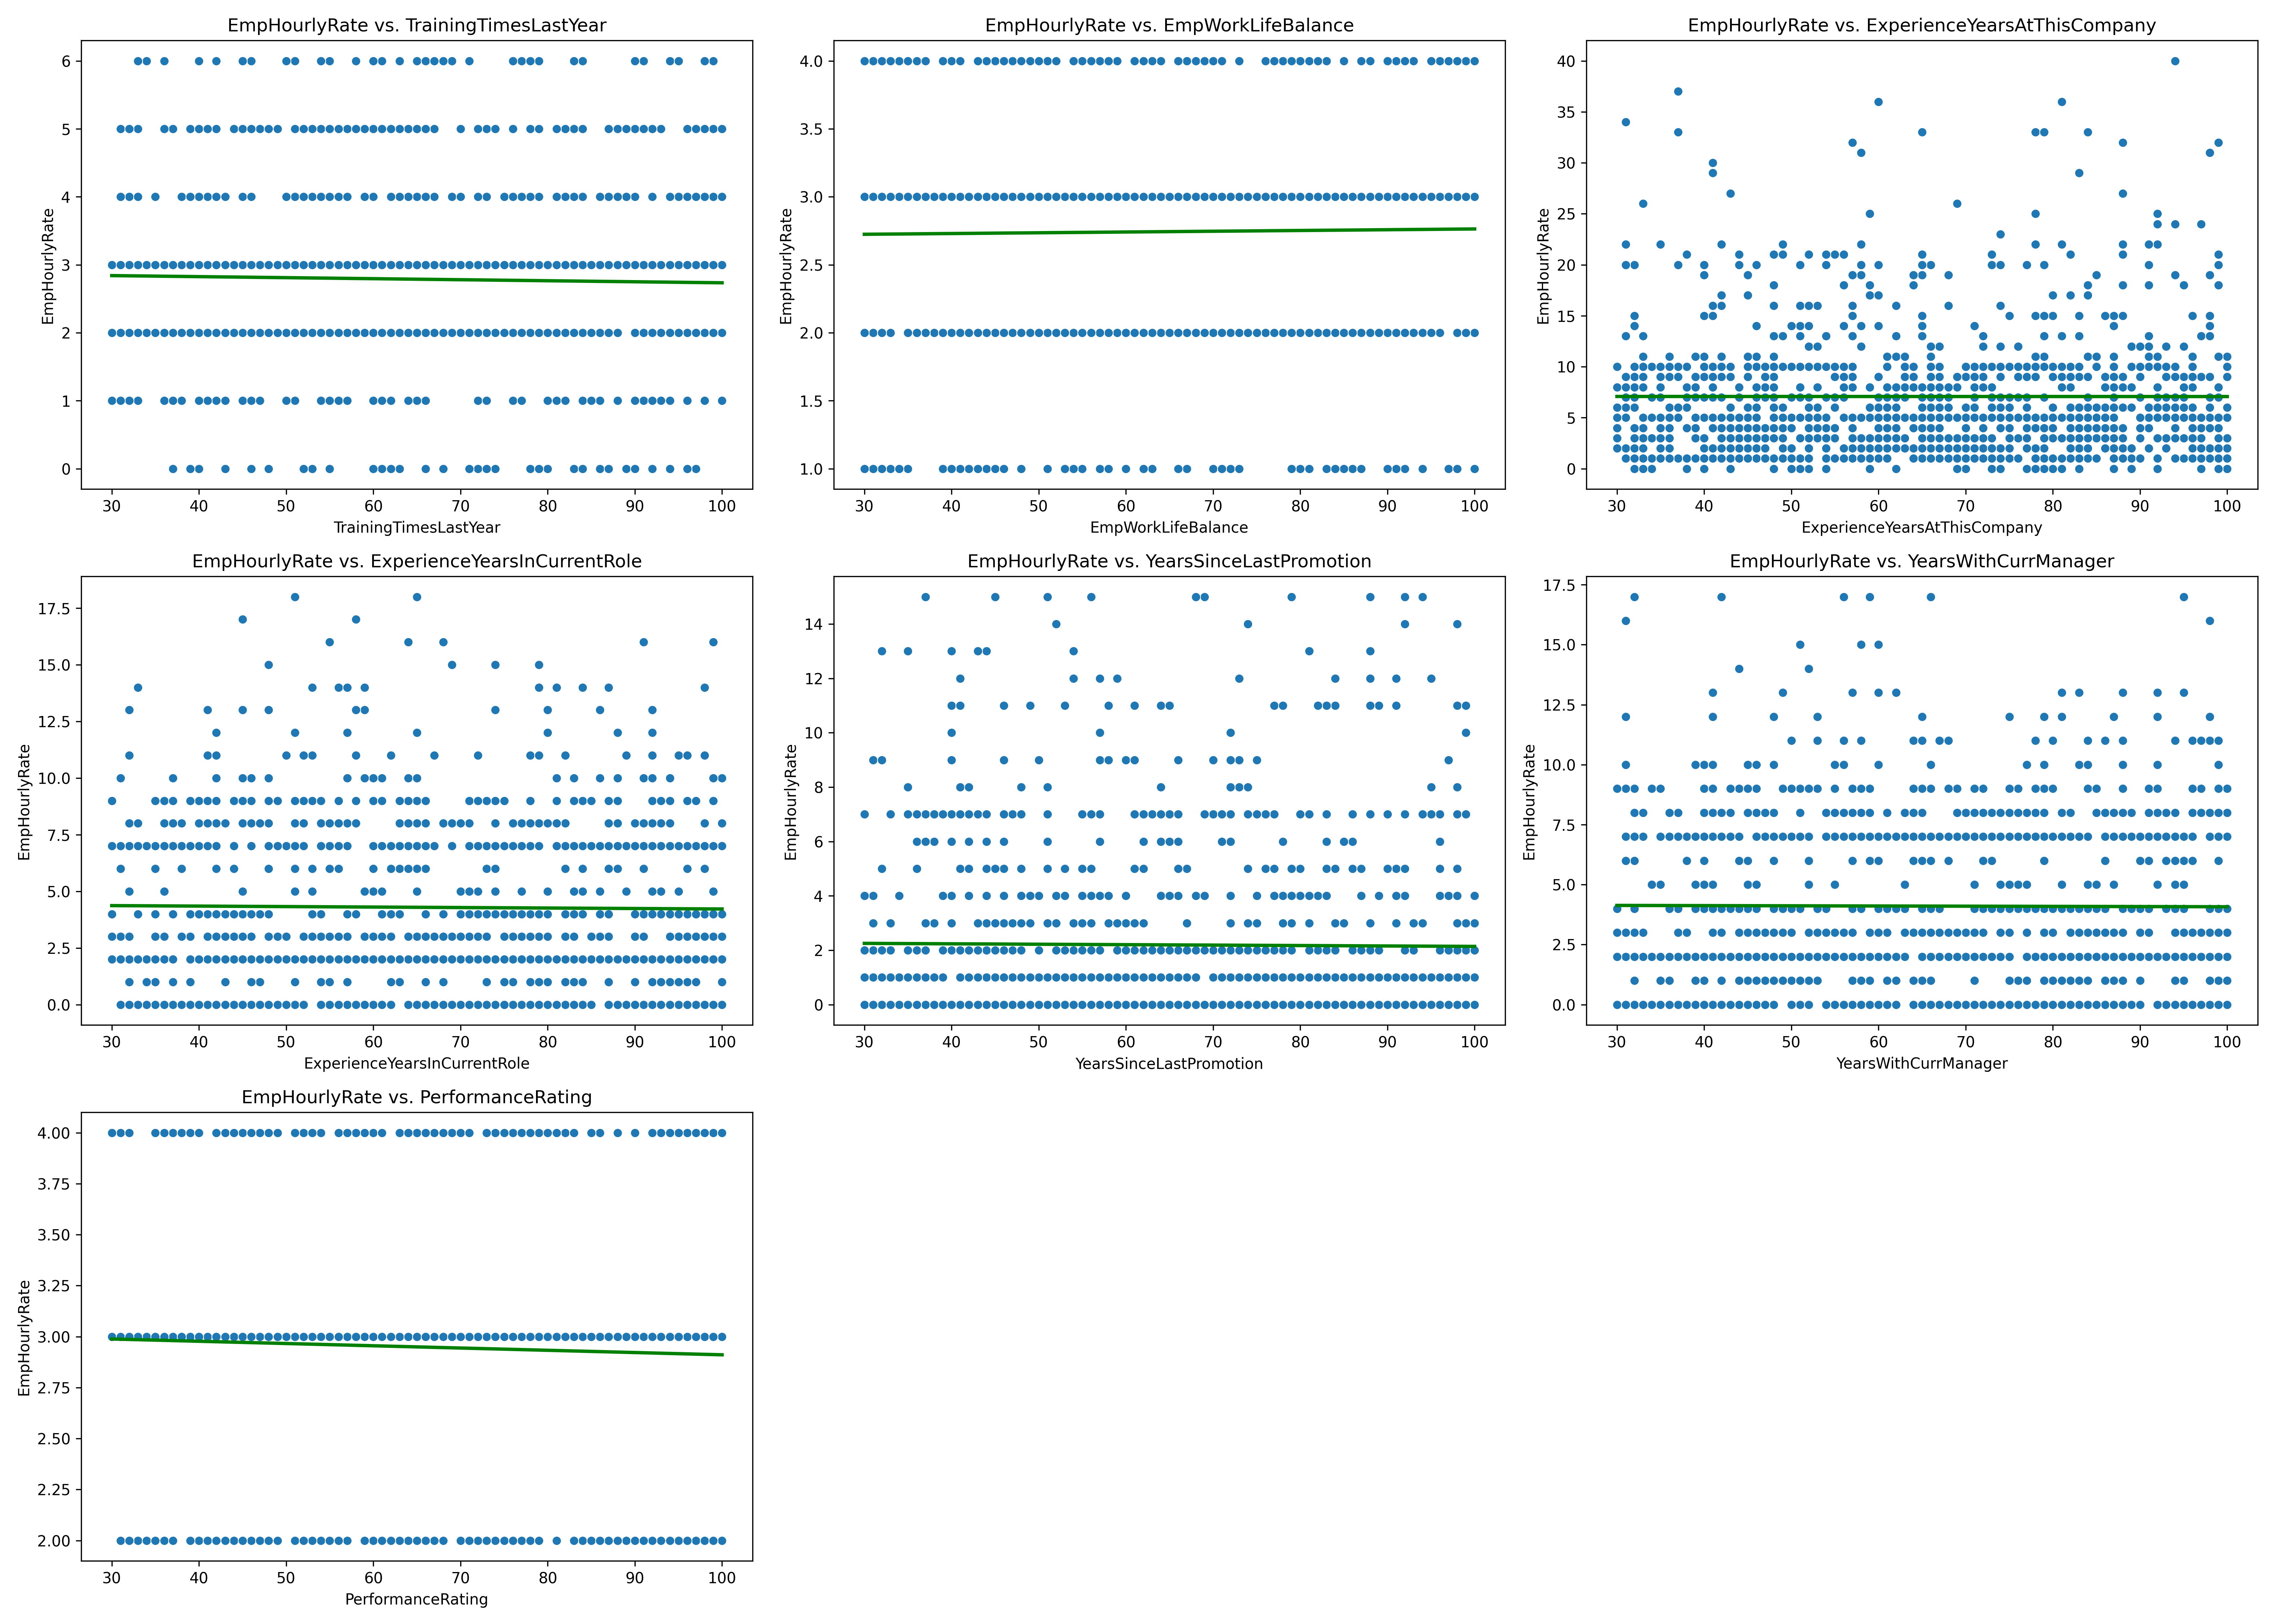 EmpHourlyRate vs. TrainingTimesLastYear
EmpHourlyRate
6
5
4
3
2
1
0
30 40 50 60 70 80 90 100
TrainingTimesLastYear
EmpHourlyRate vs. EmpWorkLifeBalance
EmpHourlyRate
4.0
3.5
3.0
2.5
2.0
1.5
1.0
30 40 50 60 70 80 90 100
EmpWorkLifeBalance
EmpHourlyRate vs. ExperienceYearsAtThisCompany
EmpHourlyRate
40
35
30
25
20
15
10
5
0
30 40 50 60 70 80 90 100
ExperienceYearsAtThisCompany
EmpHourlyRate vs. ExperienceYearsInCurrentRole
EmpHourlyRate
17.5
15.0
12.5
10.0
7.5
5.0
2.5
0.0
30 40 50 60 70 80 90 100
ExperienceYearsInCurrentRole
EmpHourlyRate vs. YearsSinceLastPromotion
EmpHourlyRate
14
12
10
8
6
4
2
0
30 40 50 60 70 80 90 100
YearsSinceLastPromotion
EmpHourlyRate vs. YearsWithCurrManager
EmpHourlyRate
17.5
15.0
12.5
10.0
7.5
5.0
2.5
0.0
30 40 50 60 70 80 90 100
YearsWithCurrManager
EmpHourlyRate vs. PerformanceRating
EmpHourlyRate
4.00
3.75
3.50
3.25
3.00
2.75
2.50
2.25
2.00
30 40 50 60 70 80 90 100
PerformanceRating